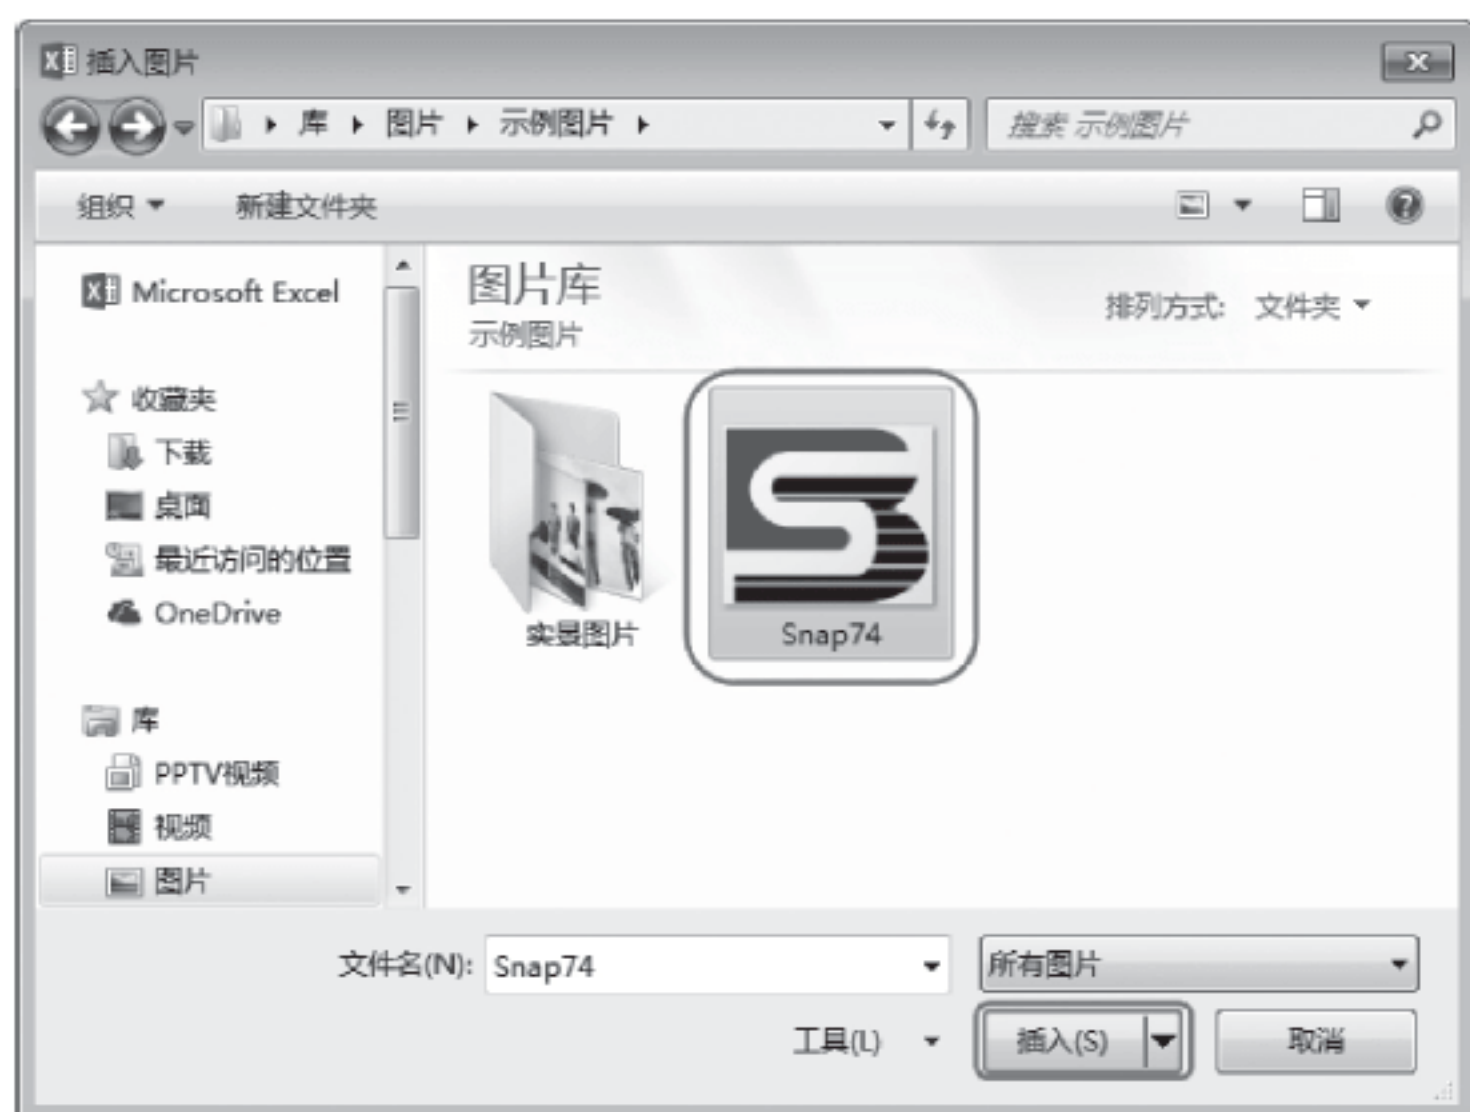 插入图片
库 图片 示例图片
搜索 示例图片
组织 新建文件夹
Microsoft Excel
收藏夹
下载
桌面
最近访问的位置
OneDrive
库
PPTV视频
视频
图片
图片库
示例图片
排列方式: 文件夹
实景图片
Snap74
文件名(N): Snap74
所有图片
工具(L)
插入(S)
取消